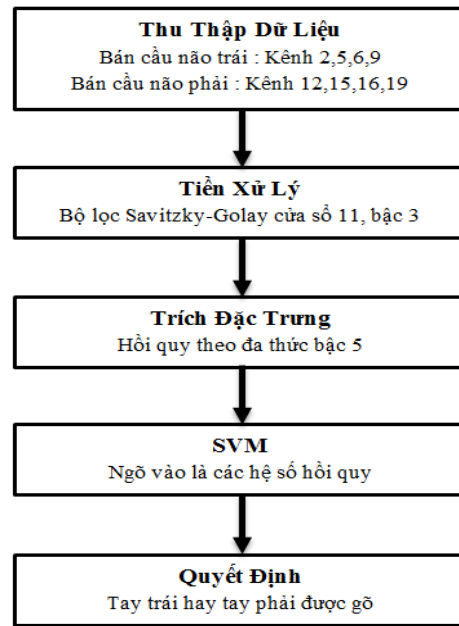 Thu Thập Dữ Liệu
Bán cầu não trái : Kênh 2,5,6,9
Bán cầu não phải : Kênh 12,15,16,19
Tiền Xử Lý
Bộ lọc Savitzky-Golay cửa sổ 11, bậc 3
Trích Đặc Trưng
Hồi quy theo đa thức bậc 5
SVM
Ngõ vào là các hệ số hồi quy
Quyết Định
Tay trái hay tay phải được gõ